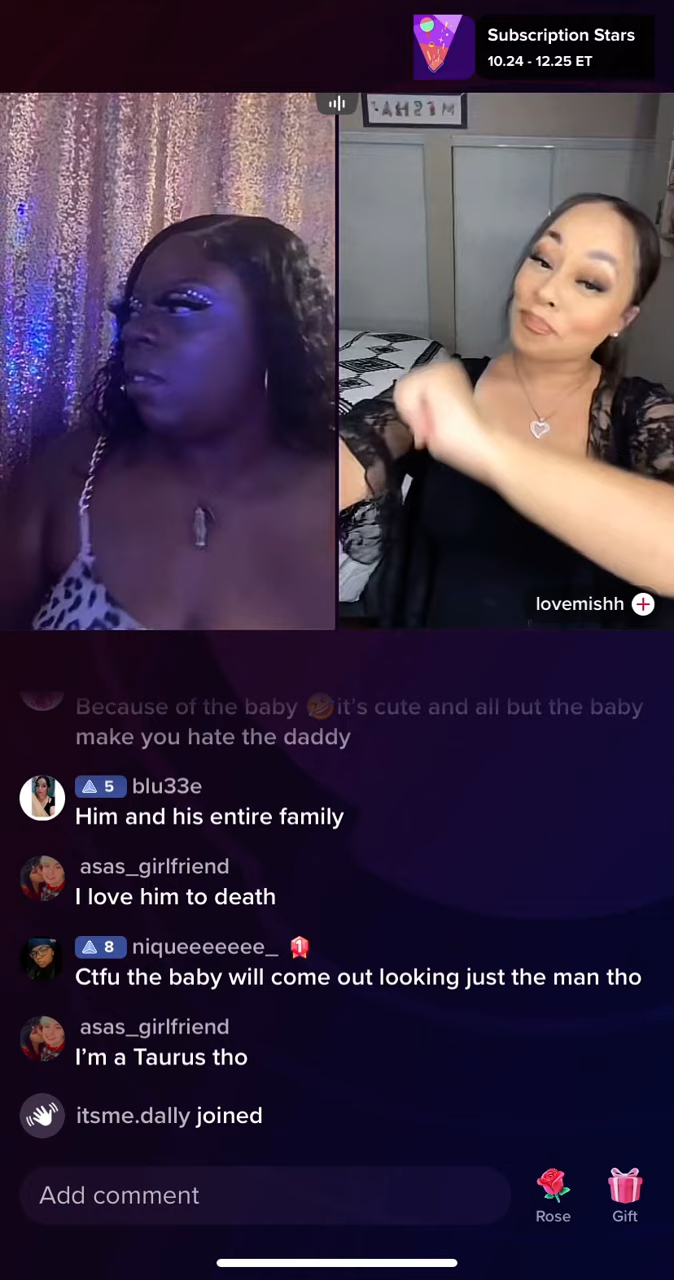 Subscription Stars
10.24 - 12.25 ET
MISHA
lovemishh
Because of the baby 🤣it's cute and all but the baby
make you hate the daddy
5 blu33e
Him and his entire family
asas_girlfriend
I love him to death
8 niqueeeeeee_ 1
Ctfu the baby will come out looking just the man tho
asas_girlfriend
I'm a Taurus tho
itsme.dally joined
Add comment
Rose
Gift